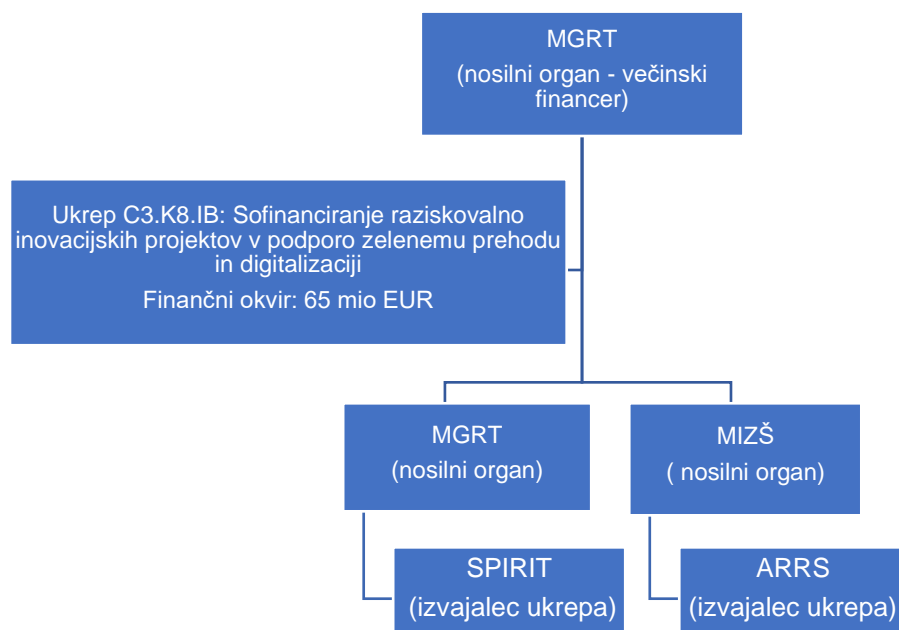 MGRT
(nosilni organ - večinski
financer)
Ukrep C3.K8.IB: Sofinanciranje raziskovalno
inovacijskih projektov v podporo zelenemu prehodu
in digitalizaciji
Finančni okvir: 65 mio EUR
MGRT
(nosilni organ)
MIZŠ
( nosilni organ)
SPIRIT
(izvajalec ukrepa)
ARRS
(izvajalec ukrepa)